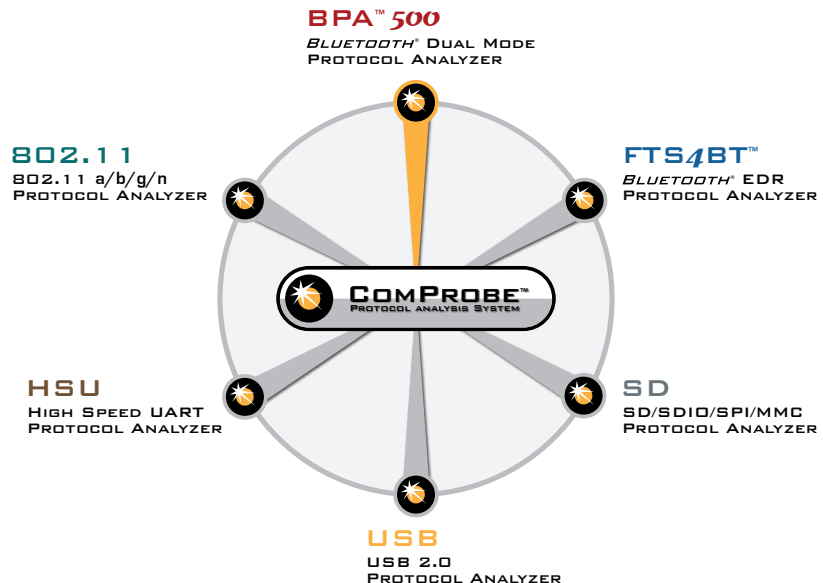 BPA™ 500
BLUETOOTH® DUAL MODE
PROTOCOL ANALYZER
802.11
802.11 a/b/g/n
PROTOCOL ANALYZER
FTS4BT™
BLUETOOTH® EDR
PROTOCOL ANALYZER
COMPROBE™
PROTOCOL ANALYSIS SYSTEM
HSU
HIGH SPEED UART
PROTOCOL ANALYZER
SD
SD/SDIO/SPI/MMC
PROTOCOL ANALYZER
USB
USB 2.0
PROTOCOL ANALYZER